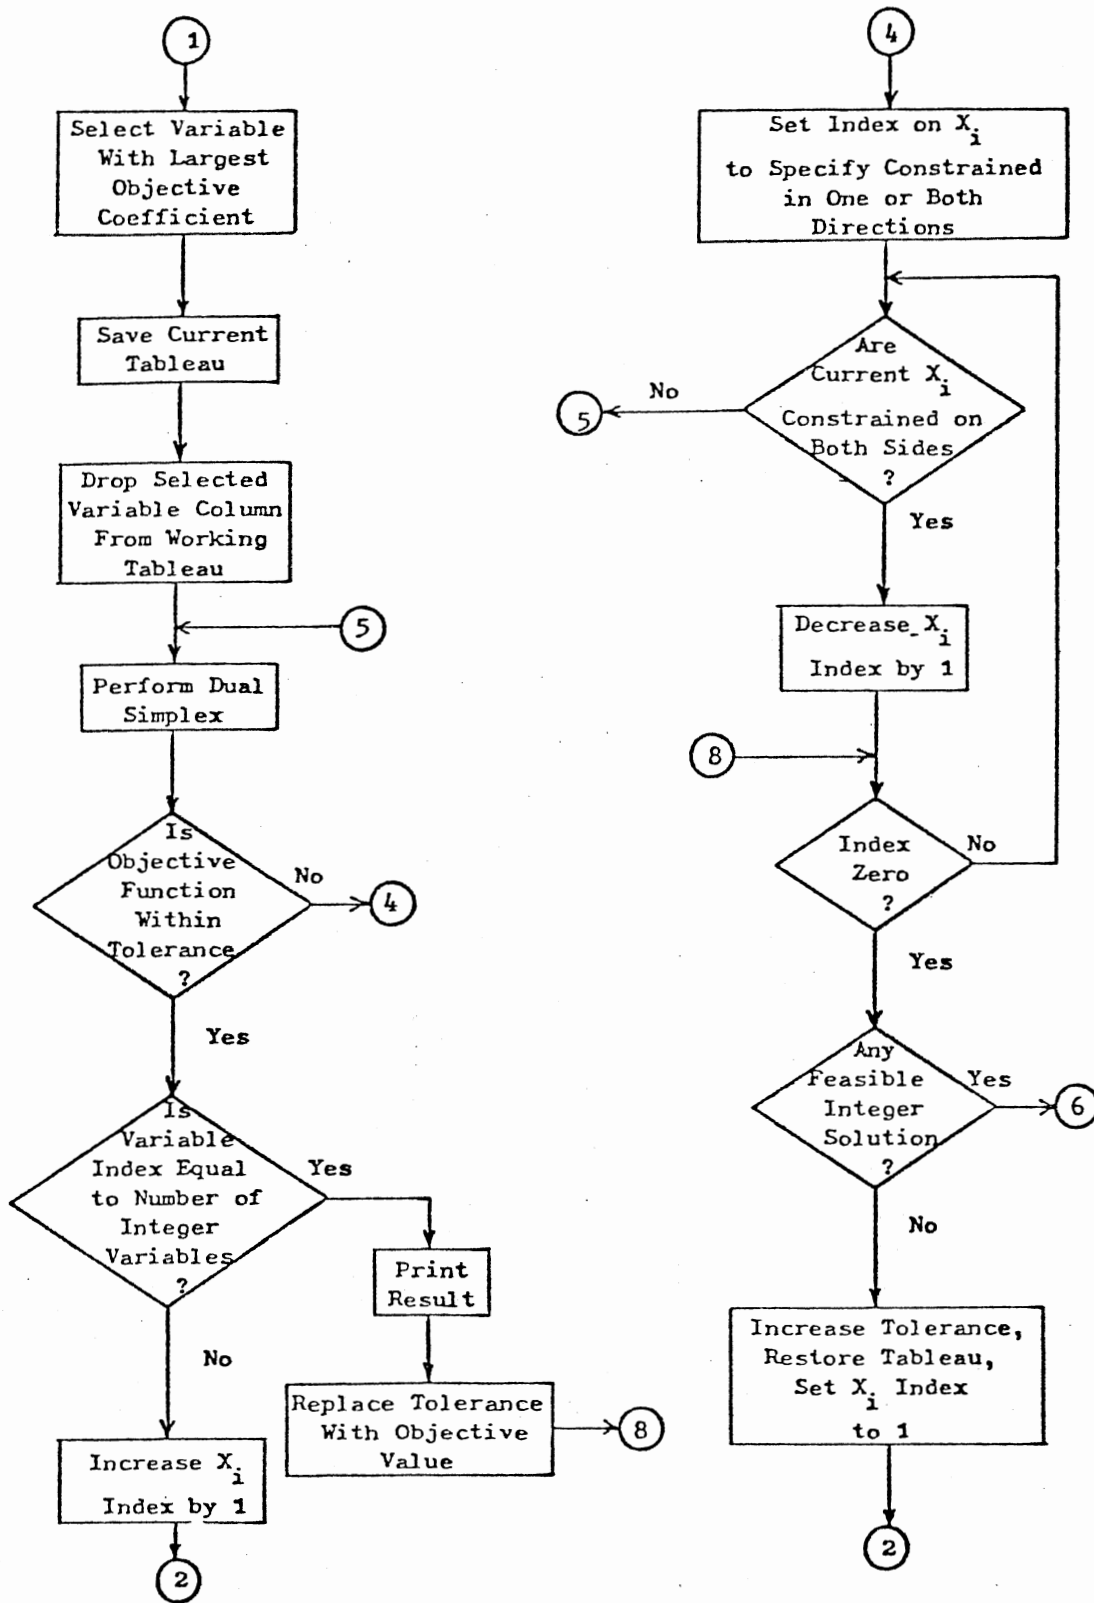 1
Select Variable
With Largest
Objective
Coefficient
Save Current
Tableau
Drop Selected
Variable Column
From Working
Tableau
5
Perform Dual
Simplex
Is
Objective
Function
Within
Tolerance
?
No
4
Yes
Is
Variable
Index Equal
to Number of
Integer
Variables
?
Yes
Print
Result
Replace Tolerance
With Objective
Value
8
No
Increase Xi
Index by 1
2
4
Set Index on Xi
to Specify Constrained
in One or Both
Directions
Are
Current Xi
Constrained on
Both Sides
?
No
5
Yes
Decrease Xi
Index by 1
8
Index
Zero
?
No
Yes
Any
Feasible
Integer
Solution
?
Yes
6
No
Increase Tolerance,
Restore Tableau,
Set Xi Index
to 1
2